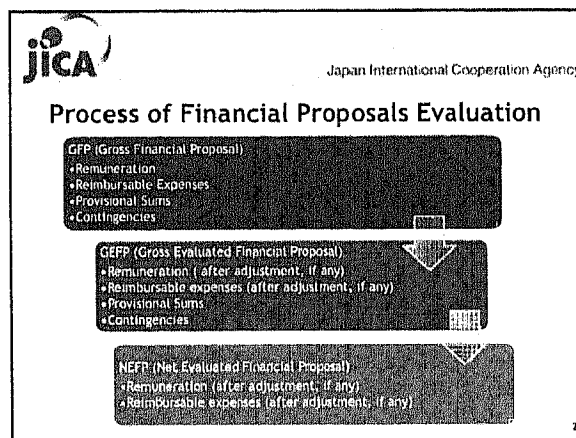 jICA
Japan International Cooperation Agency
Process of Financial Proposals Evaluation
GFP (Gross Financial Proposal)
•Remuneration
•Reimbursable Expenses
•Provisional Sums
•Contingencies
GEFP (Gross Evaluated Financial Proposal)
•Remuneration ( after adjustment, if any)
•Reimbursable expenses (after adjustment, if any)
•Provisional Sums
•Contingencies
NEFP (Net Evaluated Financial Proposal)
•Remuneration (after adjustment, if any)
•Reimbursable expenses (after adjustment, if any)